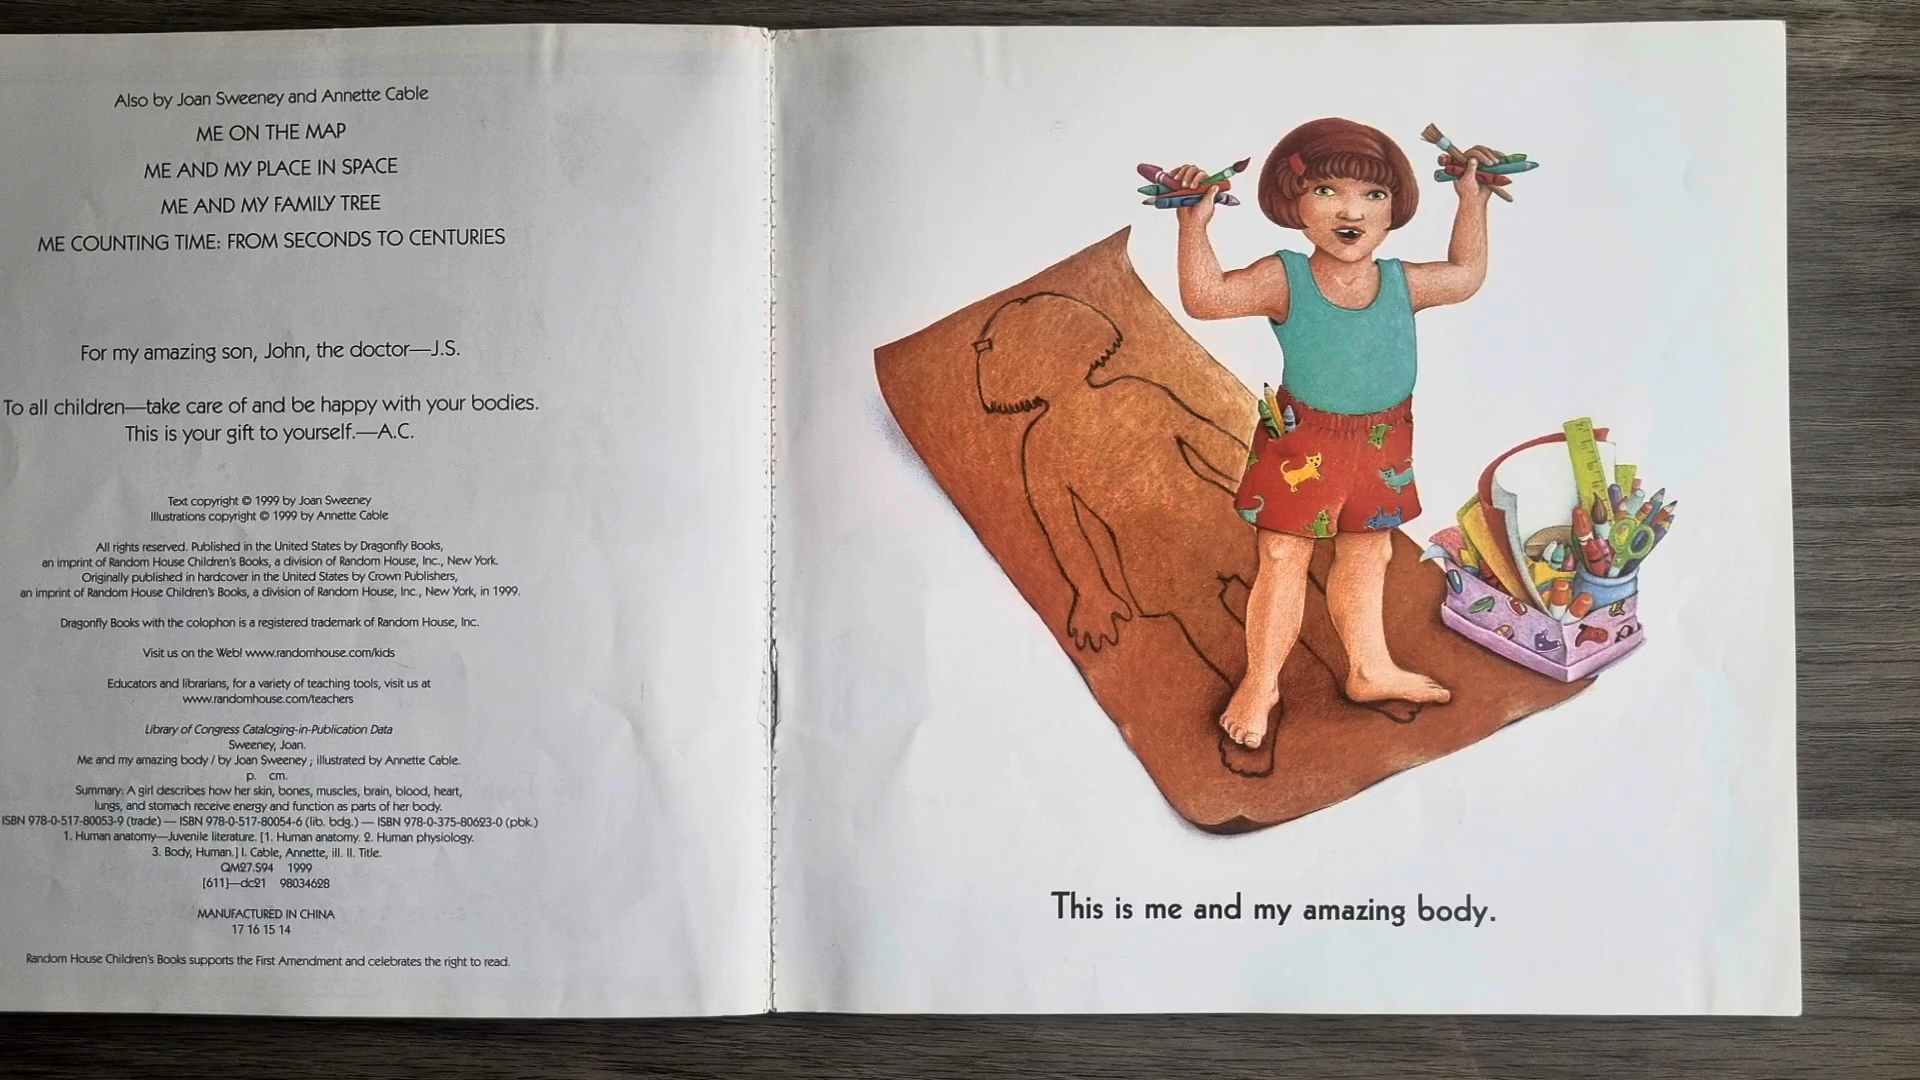 Also by Joan Sweeney and Annette Cable
ME ON THE MAP
ME AND MY PLACE IN SPACE
ME AND MY FAMILY TREE
ME COUNTING TIME: FROM SECONDS TO CENTURIES
For my amazing son, John, the doctor—J.S.
To all children—take care of and be happy with your bodies.
This is your gift to yourself.—A.C.
Text copyright © 1999 by Joan Sweeney
Illustrations copyright © 1999 by Annette Cable
All rights reserved. Published in the United States by Dragonfly Books,
an imprint of Random House Children's Books, a division of Random House, Inc., New York.
Originally published in hardcover in the United States by Crown Publishers,
an imprint of Random House Children's Books, a division of Random House, Inc., New York, in 1999.
Dragonfly Books with the colophon is a registered trademark of Random House, Inc.
Visit us on the Web! www.randomhouse.com/kids
Educators and librarians, for a variety of teaching tools, visit us at
www.randomhouse.com/teachers
Library of Congress Cataloging-in-Publication Data
Sweeney, Joan.
Me and my amazing body / by Joan Sweeney ; illustrated by Annette Cable.
p. cm.
Summary: A girl describes how her skin, bones, muscles, brain, blood, heart,
lungs, and stomach receive energy and function as parts of her body.
ISBN 978-0-517-80053-9 (trade) — ISBN 978-0-517-80054-6 (lib. bdg.) — ISBN 978-0-375-80623-0 (pbk.)
1. Human anatomy—Juvenile literature. [1. Human anatomy. 2. Human physiology.
3. Body, Human.] I. Cable, Annette, ill. II. Title.
QM27.S94 1999
[611]—dc21 98034628
MANUFACTURED IN CHINA
17 16 15 14
Random House Children's Books supports the First Amendment and celebrates the right to read.
This is me and my amazing body.